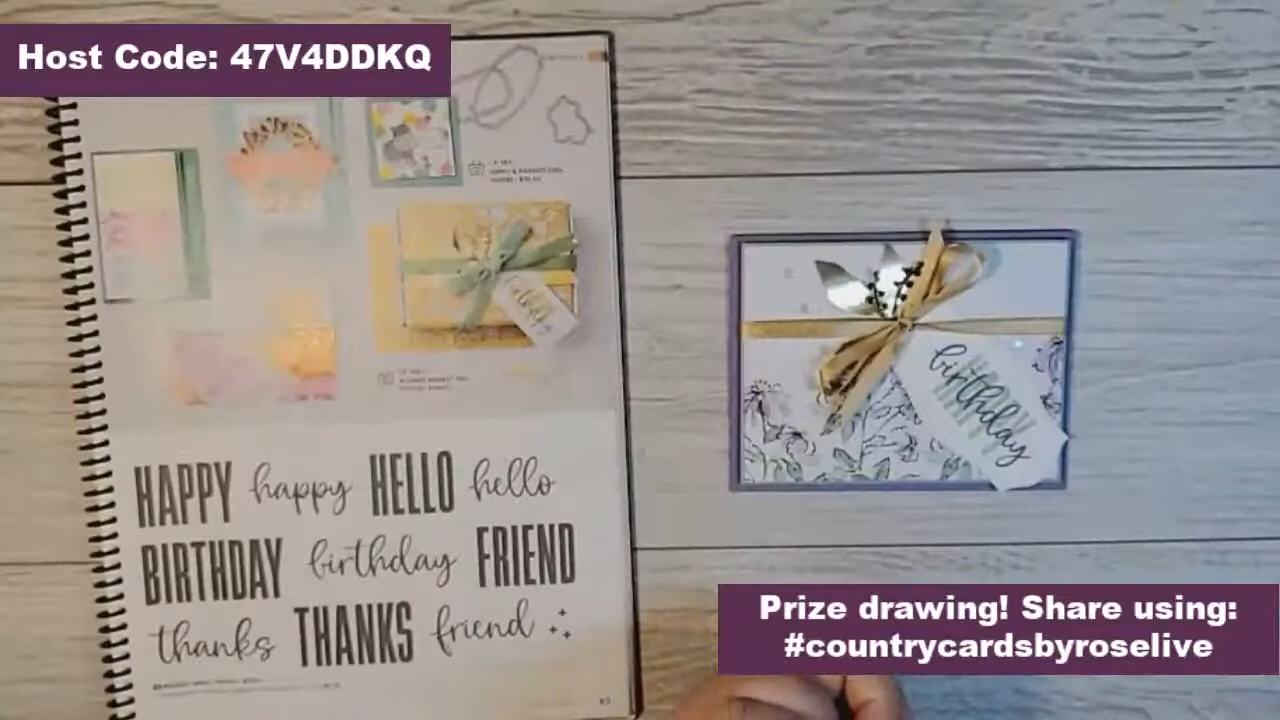 Host Code: 47V4DDKQ
HAPPY happy HELLO hello
BIRTHDAY birthday FRIEND
thanks THANKS friend
birthday
Prize drawing! Share using:
#countrycardsbyroselive